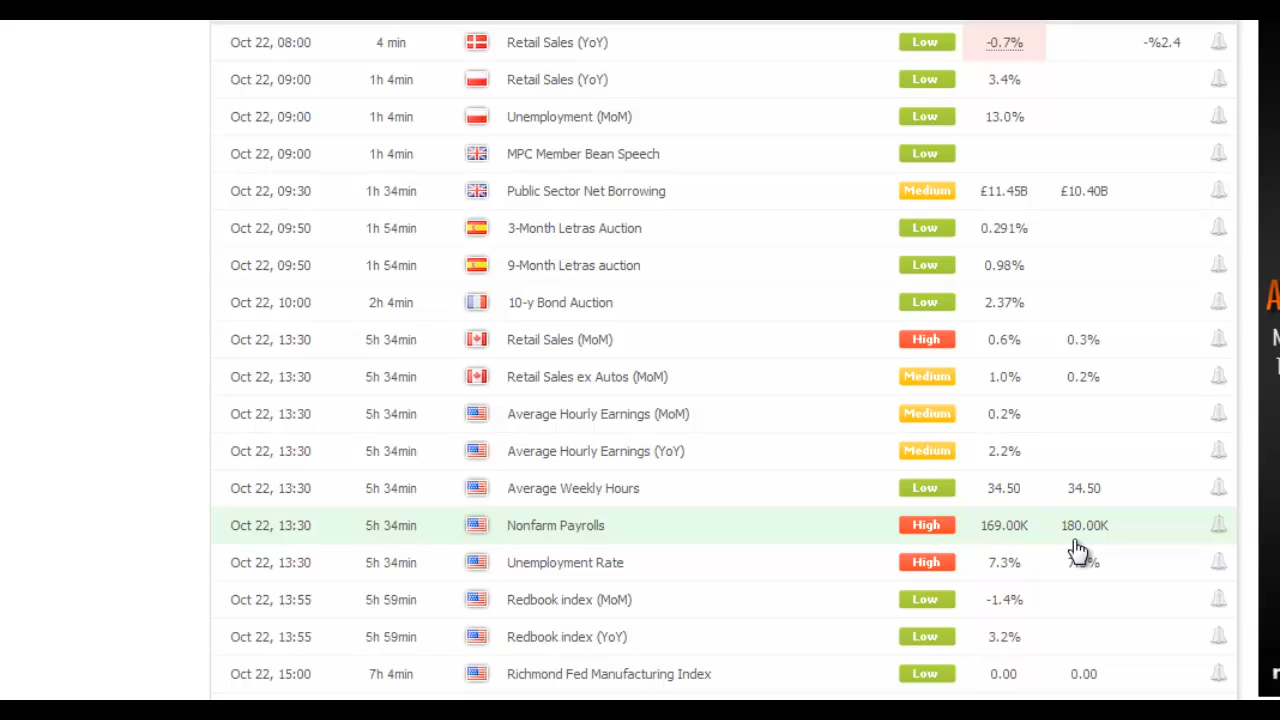 Oct 22, 08:00 4 min Retail Sales (YoY) Low -0.7% -%2.4
Oct 22, 09:00 1h 4min Retail Sales (YoY) Low 3.4%
Oct 22, 09:00 1h 4min Unemployment (MoM) Low 13.0%
Oct 22, 09:00 1h 4min MPC Member Bean Speech Low
Oct 22, 09:30 1h 34min Public Sector Net Borrowing Medium £11.45B £10.40B
Oct 22, 09:50 1h 54min 3-Month Letras Auction Low 0.291%
Oct 22, 09:50 1h 54min 9-Month Letras auction Low 0.98%
Oct 22, 10:00 2h 4min 10-y Bond Auction Low 2.37%
Oct 22, 13:30 5h 34min Retail Sales (MoM) High 0.6% 0.3%
Oct 22, 13:30 5h 34min Retail Sales ex Autos (MoM) Medium 1.0% 0.2%
Oct 22, 13:30 5h 34min Average Hourly Earnings (MoM) Medium 0.2%
Oct 22, 13:30 5h 34min Average Hourly Earnings (YoY) Medium 2.2%
Oct 22, 13:30 5h 34min Average Weekly Hours Low 34.50 34.50
Oct 22, 13:30 5h 34min Nonfarm Payrolls High 169.00K 180.00K
Oct 22, 13:30 5h 34min Unemployment Rate High 7.3%
Oct 22, 13:55 5h 59min Redbook index (MoM) Low -1.4%
Oct 22, 13:55 5h 59min Redbook index (YoY) Low 3.2%
Oct 22, 15:00 7h 4min Richmond Fed Manufacturing Index Low 0.00 0.00